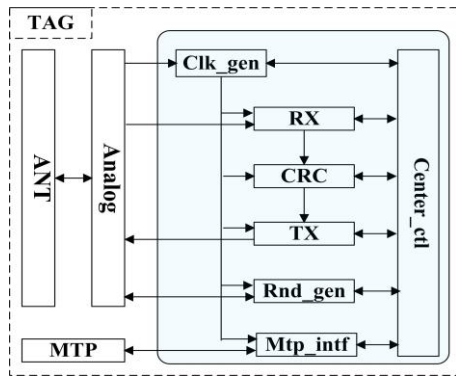 TAG
Clk_gen
RX
CRC
TX
Rnd_gen
Mtp_intf
ANT
Analog
Center_ctl
MTP